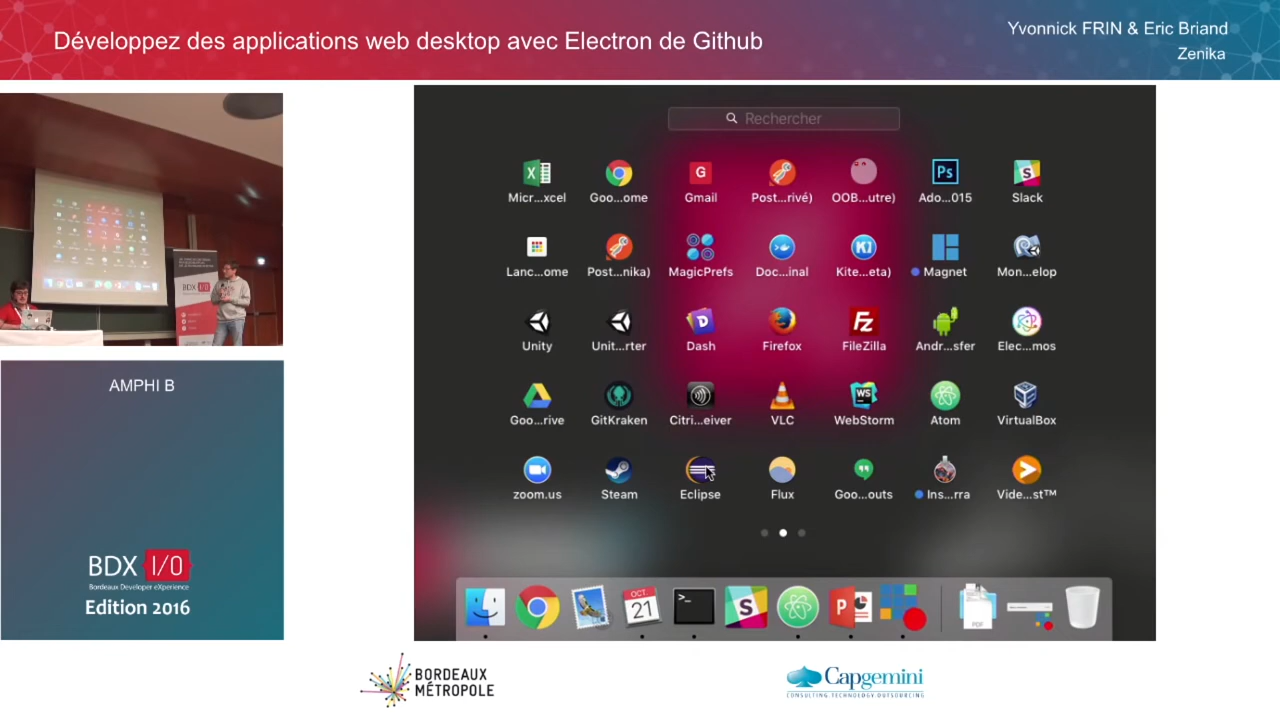 Développez des applications web desktop avec Electron de Github
Yvonnick FRIN & Eric Briand
Zenika
Rechercher
Micr...xcel
Goo...ome
Gmail
Post...rivé)
OOB...utre)
Ado...015
Slack
Lanc...ome
Post...nika)
MagicPrefs
Doc...inal
Kite...eta)
Magnet
Mon...elop
Unity
Unit...rter
Dash
Firefox
FileZilla
Andr...sfer
Elec...mos
Goo...rive
GitKraken
Citri...eiver
VLC
WebStorm
Atom
VirtualBox
zoom.us
Steam
Eclipse
Flux
Goo...outs
Ins...rra
Vide...st™
OCT.
21
PDF
AMPHI B
BDX I/O
Bordeaux Developer eXperience
Edition 2016
BDX I/O
BORDEAUX
MÉTROPOLE
Capgemini
CONSULTING.TECHNOLOGY.OUTSOURCING